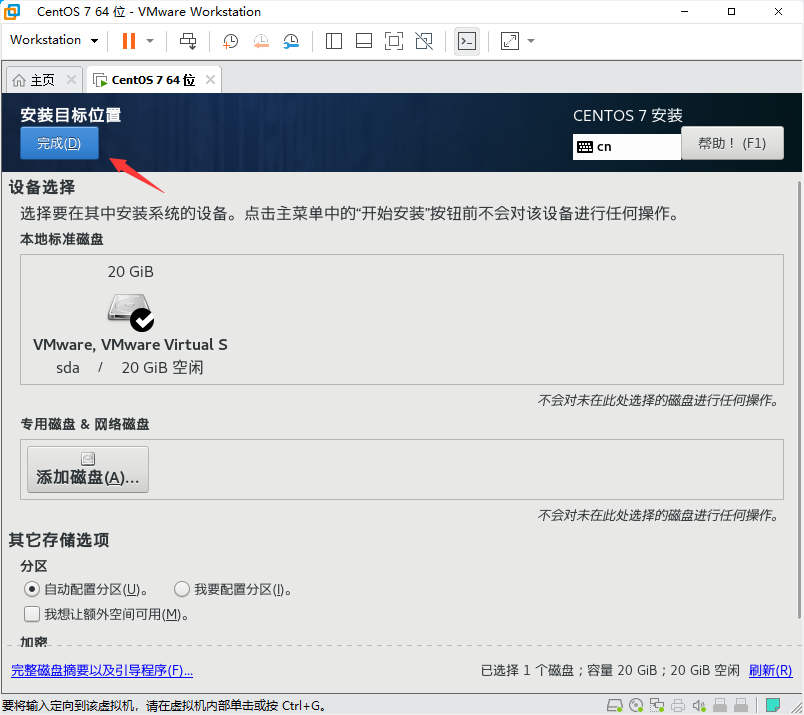 CentOS 7 64 位 - VMware Workstation
Workstation
主页
CentOS 7 64 位
安装目标位置
CENTOS 7 安装
完成(D)
cn
帮助！ (F1)
设备选择
选择要在其中安装系统的设备。点击主菜单中的“开始安装”按钮前不会对该设备进行任何操作。
本地标准磁盘
20 GiB
VMware, VMware Virtual S
sda / 20 GiB 空闲
不会对未在此处选择的磁盘进行任何操作。
专用磁盘 & 网络磁盘
添加磁盘(A)...
不会对未在此处选择的磁盘进行任何操作。
其它存储选项
分区
自动配置分区(U)。 我要配置分区(I)。
我想让额外空间可用(M)。
加密
完整磁盘摘要以及引导程序(F)...
已选择 1 个磁盘；容量 20 GiB；20 GiB 空闲 刷新(R)
要将输入定向到该虚拟机，请在虚拟机内部单击或按 Ctrl+G。